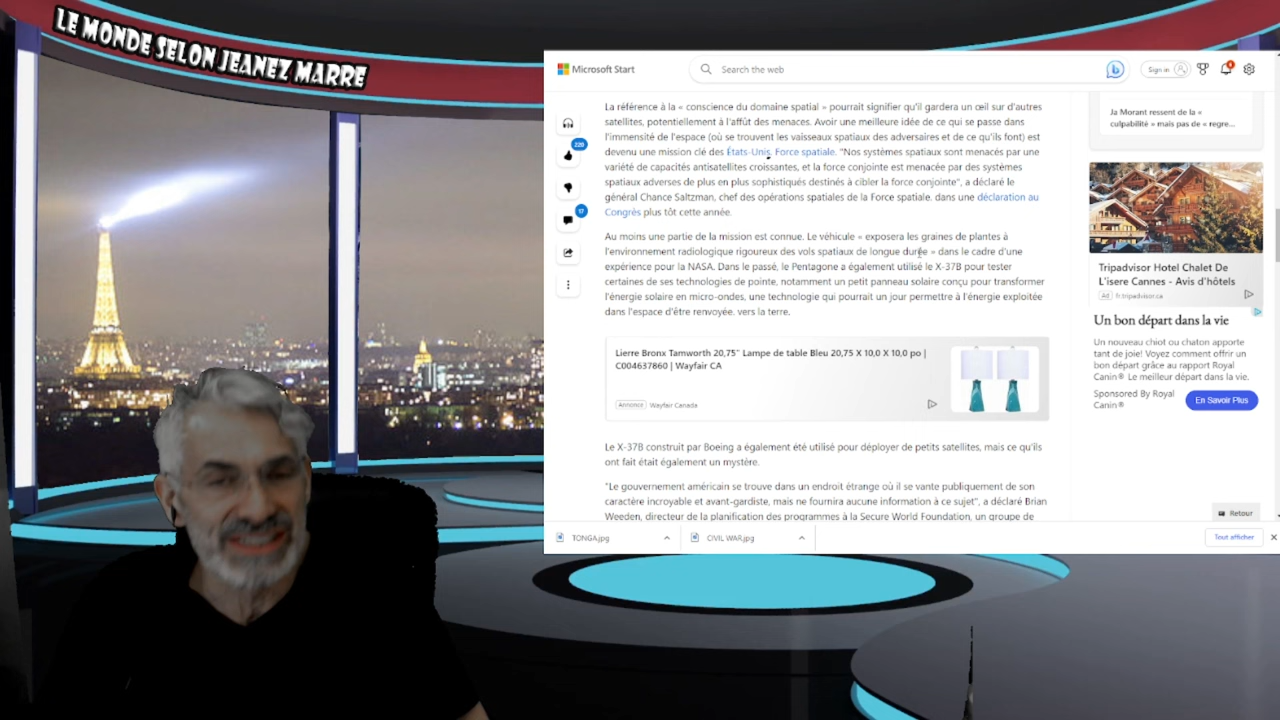 LE MONDE SELON JEANEZ MARRE
Microsoft Start
Search the web
Sign in
4
La référence à la « conscience du domaine spatial » pourrait signifier qu'il gardera un œil sur d'autres
satellites, potentiellement à l'affût des menaces. Avoir une meilleure idée de ce qui se passe dans
l'immensité de l'espace (où se trouvent les vaisseaux spatiaux des adversaires et de ce qu'ils font) est
devenu une mission clé des États-Unis. Force spatiale. "Nos systèmes spatiaux sont menacés par une
variété de capacités antisatellites croissantes, et la force conjointe est menacée par des systèmes
spatiaux adverses de plus en plus sophistiqués destinés à cibler la force conjointe", a déclaré le
général Chance Saltzman, chef des opérations spatiales de la Force spatiale. dans une déclaration au
Congrès plus tôt cette année.
220
17
Au moins une partie de la mission est connue. Le véhicule « exposera les graines de plantes à
l'environnement radiologique rigoureux des vols spatiaux de longue durée » dans le cadre d'une
expérience pour la NASA. Dans le passé, le Pentagone a également utilisé le X-37B pour tester
certaines de ses technologies de pointe, notamment un petit panneau solaire conçu pour transformer
l'énergie solaire en micro-ondes, une technologie qui pourrait un jour permettre à l'énergie exploitée
dans l'espace d'être renvoyée. vers la terre.
Lierre Bronx Tamworth 20,75" Lampe de table Bleu 20,75 X 10,0 X 10,0 po |
C004637860 | Wayfair CA
Annonce Wayfair Canada
Le X-37B construit par Boeing a également été utilisé pour déployer de petits satellites, mais ce qu'ils
ont fait était également un mystère.
"Le gouvernement américain se trouve dans un endroit étrange où il se vante publiquement de son
caractère incroyable et avant-gardiste, mais ne fournira aucune information à ce sujet", a déclaré Brian
Weeden, directeur de la planification des programmes à la Secure World Foundation, un groupe de
Ja Morant ressent de la «
culpabilité » mais pas de « regre...
Tripadvisor Hotel Chalet De
L'isere Cannes - Avis d'hôtels
Ad fr.tripadvisor.ca
Un bon départ dans la vie
Un nouveau chiot ou chaton apporte
tant de joie! Voyez comment offrir un
bon départ grâce au rapport Royal
Canin® Le meilleur départ dans la vie.
Sponsored By Royal
Canin®
En Savoir Plus
Retour
TONGA.jpg
CIVIL WAR.jpg
Tout afficher